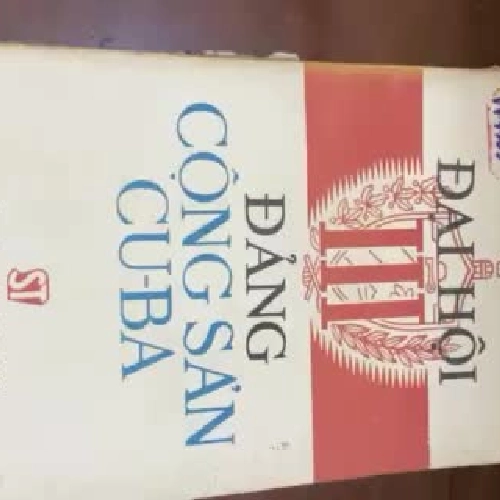 ĐẠI HỘI
III
ĐẢNG
CỘNG SẢN
CU-BA
ST